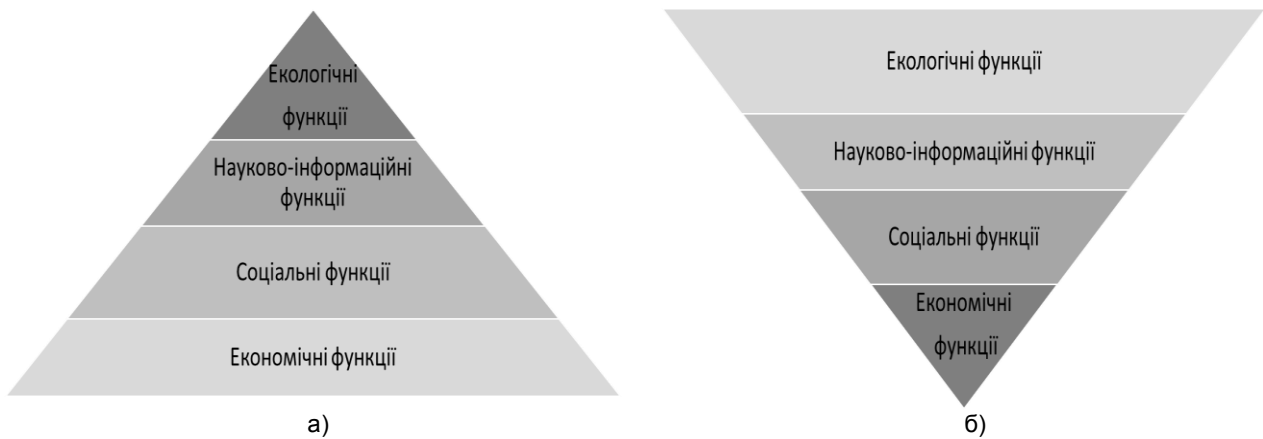 Екологічні
функції
Науково-інформаційні
функції
Соціальні функції
Економічні функції
а)
Екологічні функції
Науково-інформаційні функції
Соціальні функції
Економічні
функції
б)